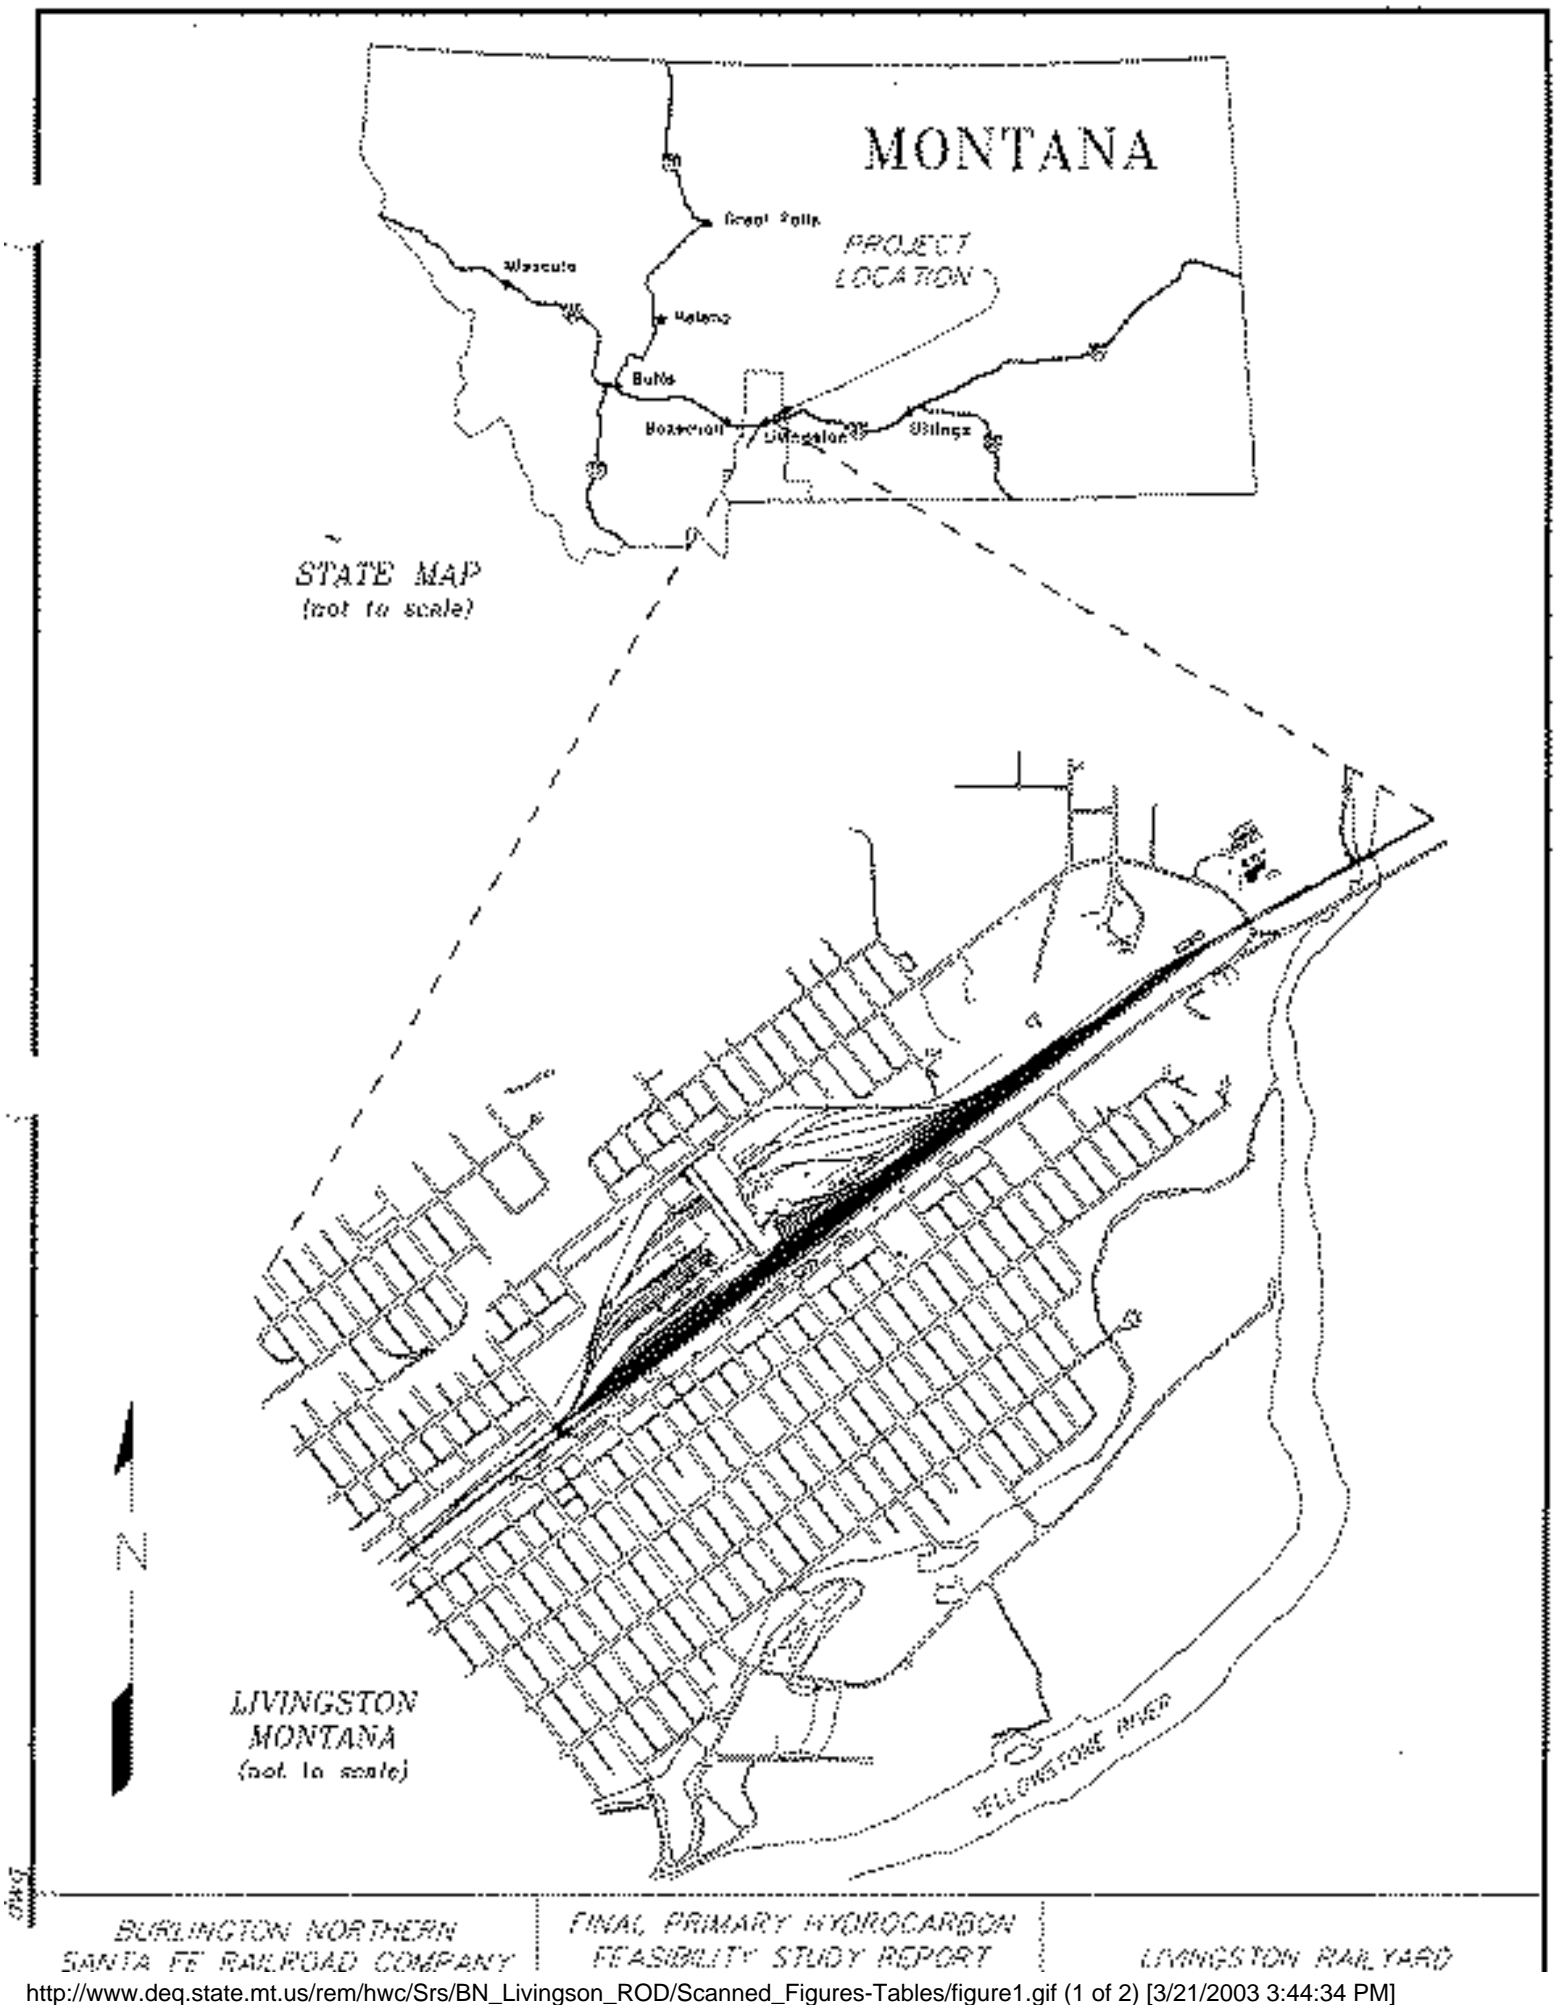 MONTANA
Great Falls
PROJECT
LOCATION
Missoula
Helena
Butte
Bozeman
Livingston
Billings
STATE MAP
(not to scale)
N
LIVINGSTON
MONTANA
(not to scale)
YELLOWSTONE RIVER
DWG
BURLINGTON NORTHERN
SANTA FE RAILROAD COMPANY
FINAL PRIMARY HYDROCARBON
FEASIBILITY STUDY REPORT
LIVINGSTON RAILYARD
http://www.deq.state.mt.us/rem/hwc/Srs/BN_Livingson_ROD/Scanned_Figures-Tables/figure1.gif (1 of 2) [3/21/2003 3:44:34 PM]